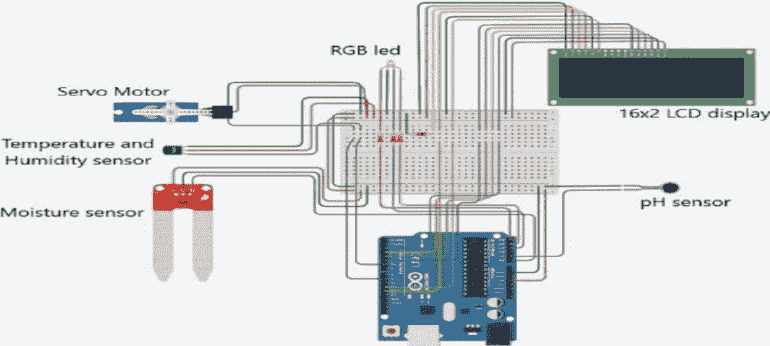 RGB led
Servo Motor
16x2 LCD display
Temperature and
Humidity sensor
pH sensor
Moisture sensor